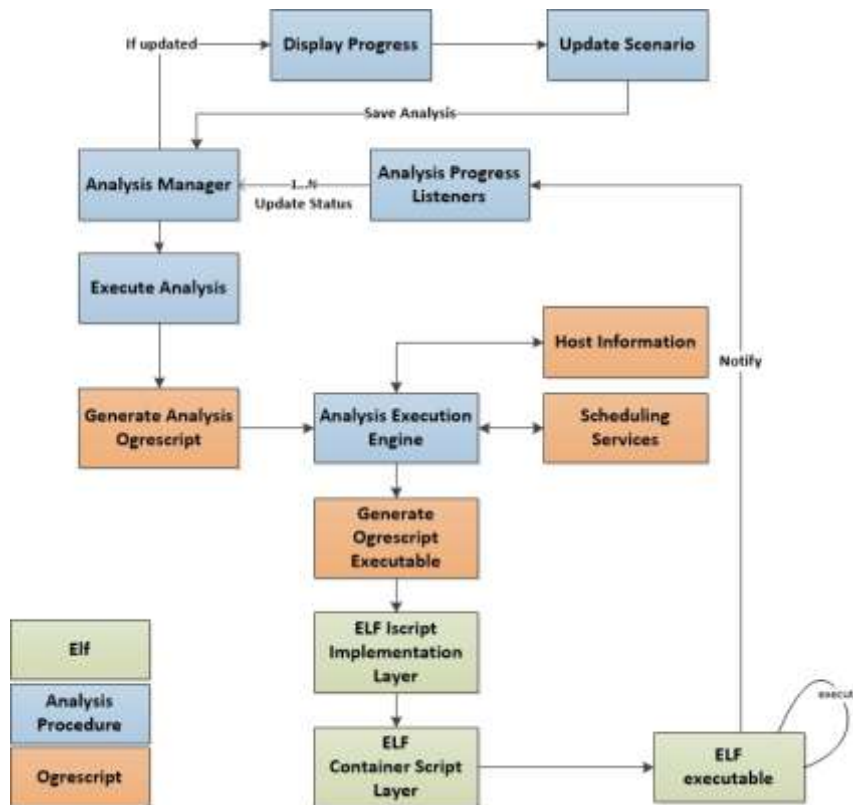 If updated
Display Progress
Update Scenario
Save Analysis
Analysis Manager
1...N
Update Status
Analysis Progress
Listeners
Execute Analysis
Host Information
Notify
Generate Analysis
Ogrescript
Analysis Execution
Engine
Scheduling
Services
Generate
Ogrescript
Executable
Elf
ELF Iscript
Implementation
Layer
Analysis
Procedure
execut
Ogrescript
ELF
Container Script
Layer
ELF
executable